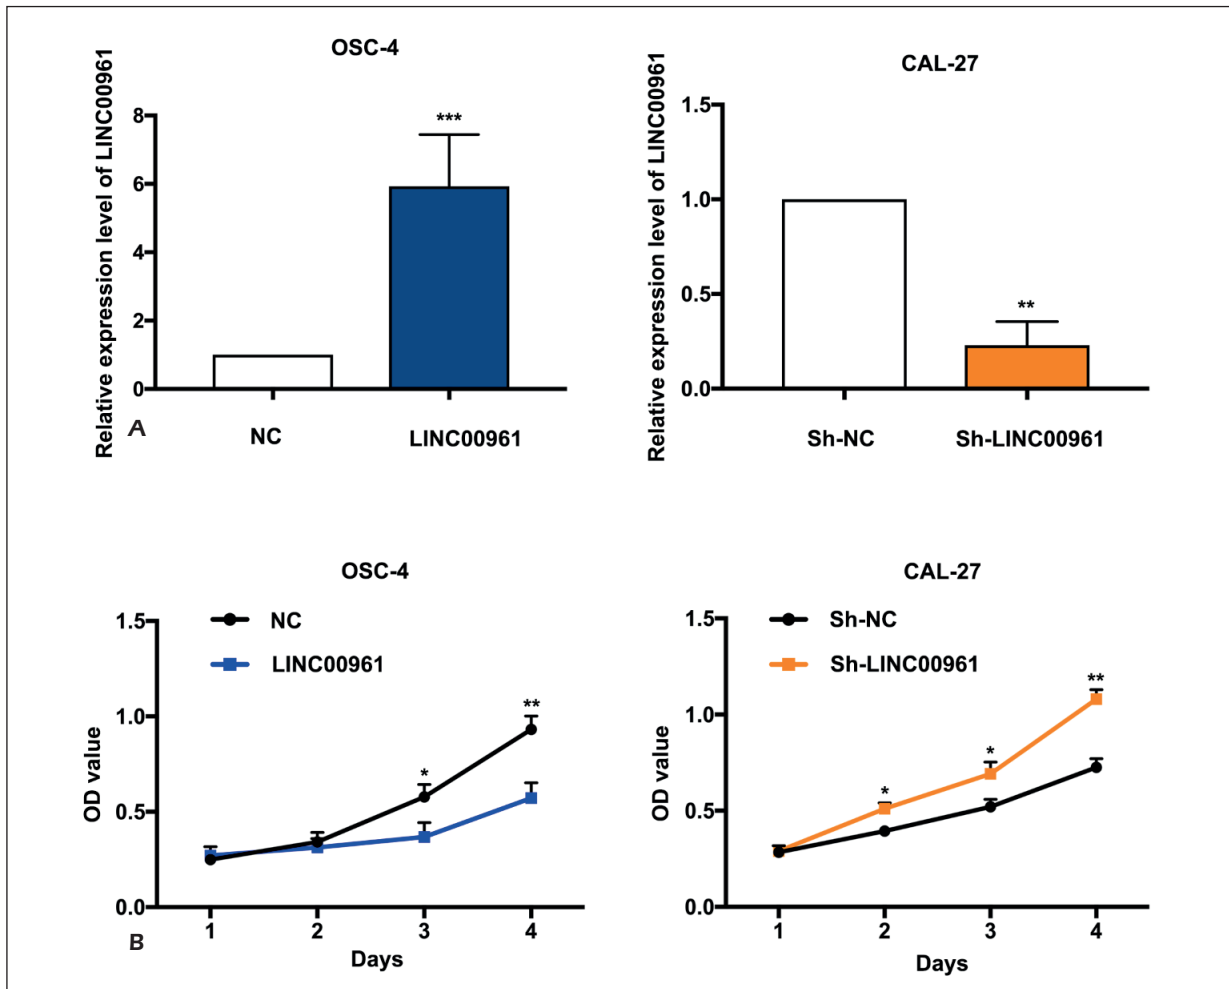 OSC-4
Relative expression level of LINC00961
8
6
4
2
0
***
NC
LINC00961
A
CAL-27
Relative expression level of LINC00961
1.5
1.0
0.5
0.0
**
Sh-NC
Sh-LINC00961
OSC-4
OD value
1.5
1.0
0.5
0.0
NC
LINC00961
*
**
1
2
3
4
Days
B
CAL-27
OD value
1.5
1.0
0.5
0.0
Sh-NC
Sh-LINC00961
*
*
**
1
2
3
4
Days